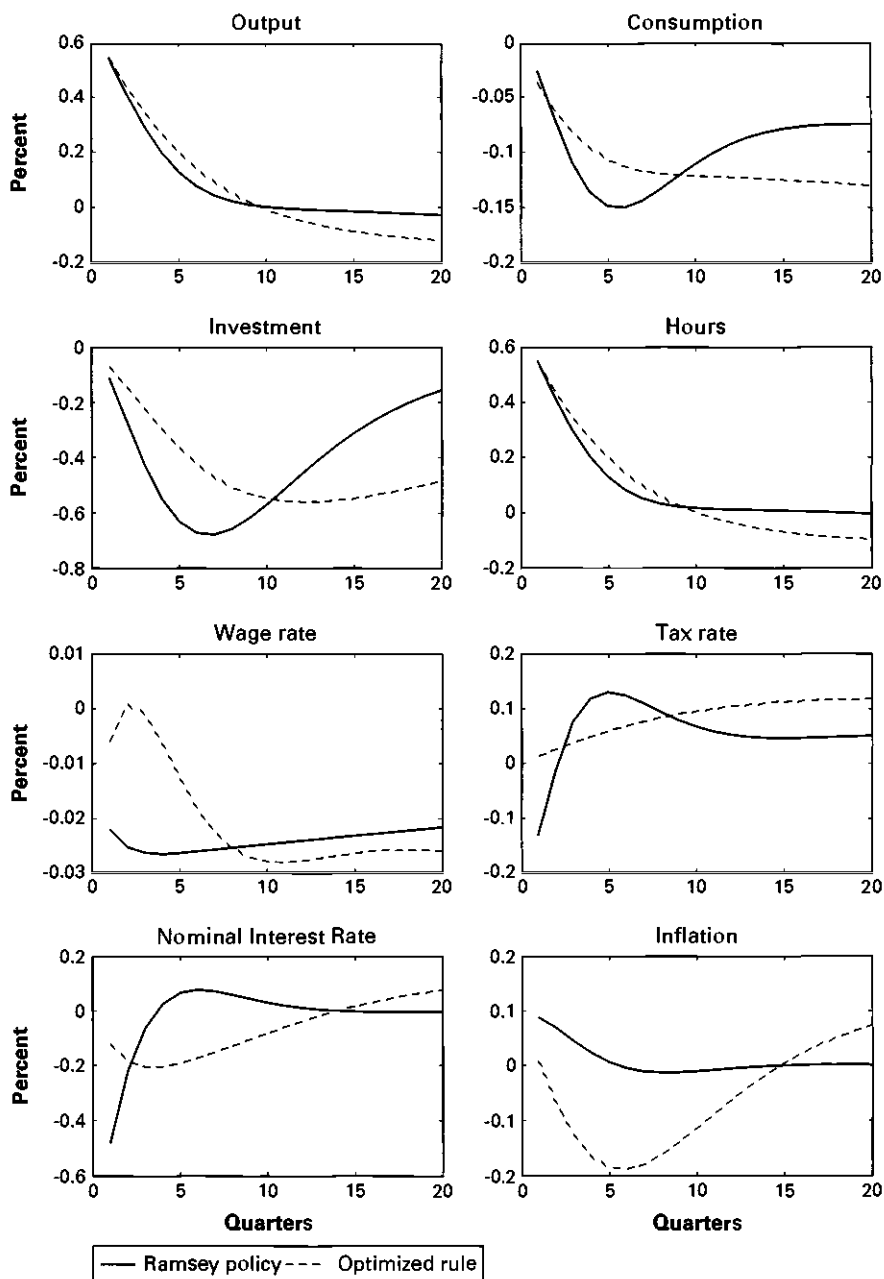 Output
Consumption
Percent
0.6
0.4
0.2
0
-0.2
0 5 10 15 20
0
-0.05
-0.1
-0.15
-0.2
0 5 10 15 20
Investment
Hours
Percent
0
-0.2
-0.4
-0.6
-0.8
0 5 10 15 20
0.6
0.4
0.2
0
-0.2
0 5 10 15 20
Wage rate
Tax rate
Percent
0.01
0
-0.01
-0.02
-0.03
0 5 10 15 20
0.2
0.1
0
-0.1
-0.2
0 5 10 15 20
Nominal Interest Rate
Inflation
Percent
0.2
0
-0.2
-0.4
-0.6
0 5 10 15 20
0.2
0.1
0
-0.1
-0.2
0 5 10 15 20
Quarters
Quarters
Ramsey policy
Optimized rule